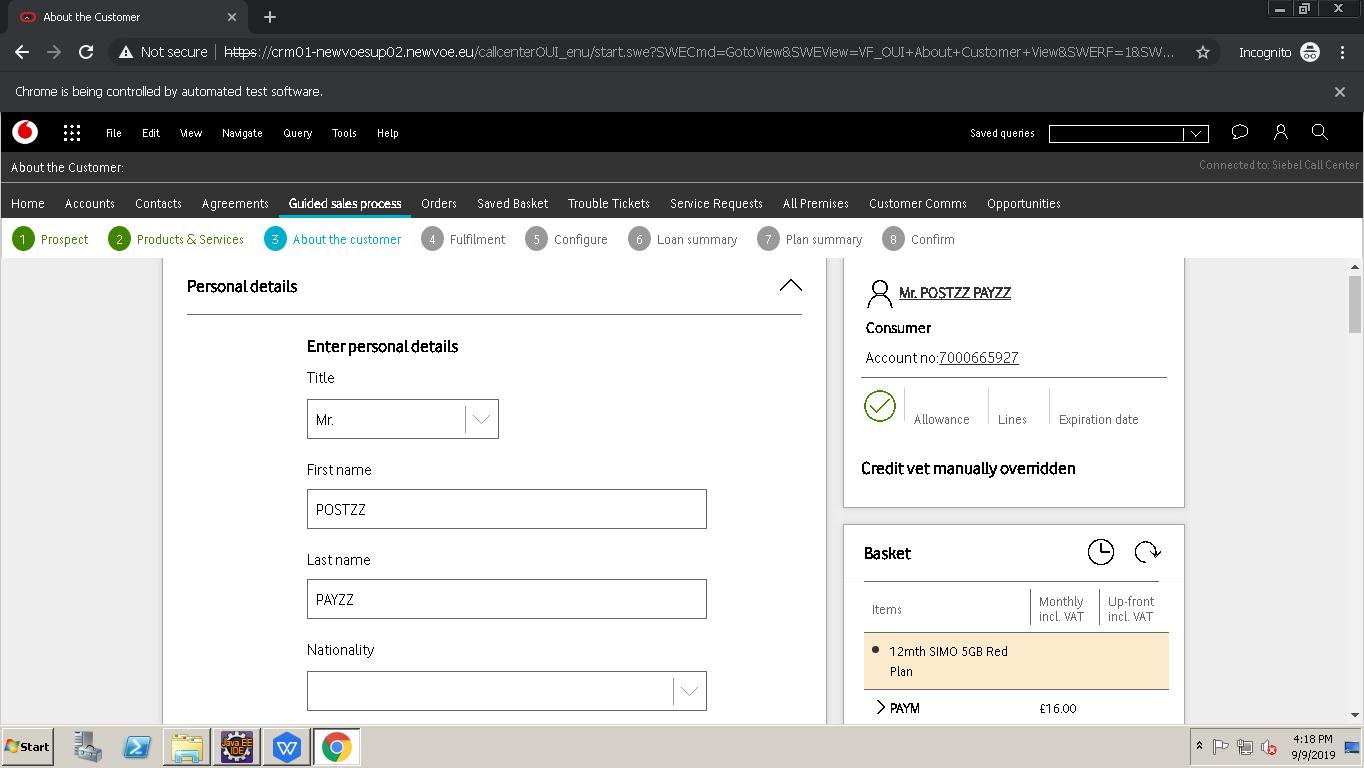 About the Customer
Not secure
https://crm01-newvoesup02.newvoe.eu/callcenterOUI_enu/start.swe?SWECmd=GotoView&SWEView=VF_OUI+About+Customer+View&SWERF=1&SW...
Incognito
Chrome is being controlled by automated test software.
File Edit View Navigate Query Tools Help
Saved queries
About the Customer:
Connected to: Siebel Call Center
Home Accounts Contacts Agreements Guided sales process Orders Saved Basket Trouble Tickets Service Requests All Premises Customer Comms Opportunities
1 Prospect 2 Products & Services 3 About the customer 4 Fulfilment 5 Configure 6 Loan summary 7 Plan summary 8 Confirm
Personal details
Enter personal details
Title
Mr.
First name
POSTZZ
Last name
PAYZZ
Nationality
Mr. POSTZZ PAYZZ
Consumer
Account no:7000665927
Allowance Lines Expiration date
Credit vet manually overridden
Basket
Items
Monthly
incl. VAT
Up-front
incl. VAT
12mth SIMO 5GB Red
Plan
PAYM £16.00
Start
Java EE
IDE
W
4:18 PM
9/9/2019